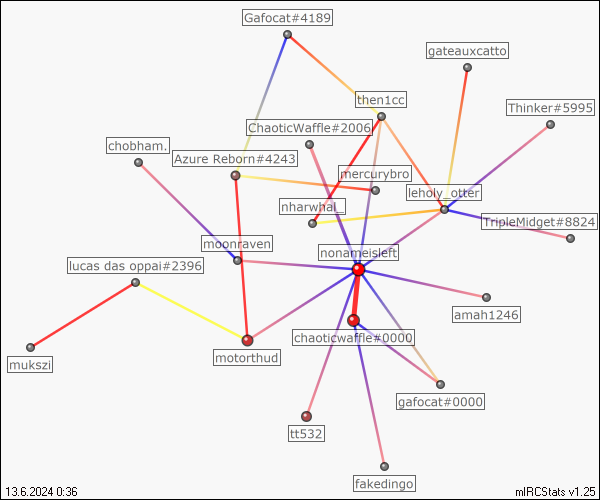 Gafocat#4189
gateauxcatto
then1cc
Thinker#5995
ChaoticWaffle#2006
chobham.
Azure Reborn#4243
mercurybro
leholy_otter
nharwhal_
TripleMidget#8824
moonraven
nonameisleft
lucas das oppai#2396
amah1246
chaoticwaffle#0000
motorthud
mukszi
gafocat#0000
tt532
fakedingo
13.6.2024 0:36
mIRCStats v1.25